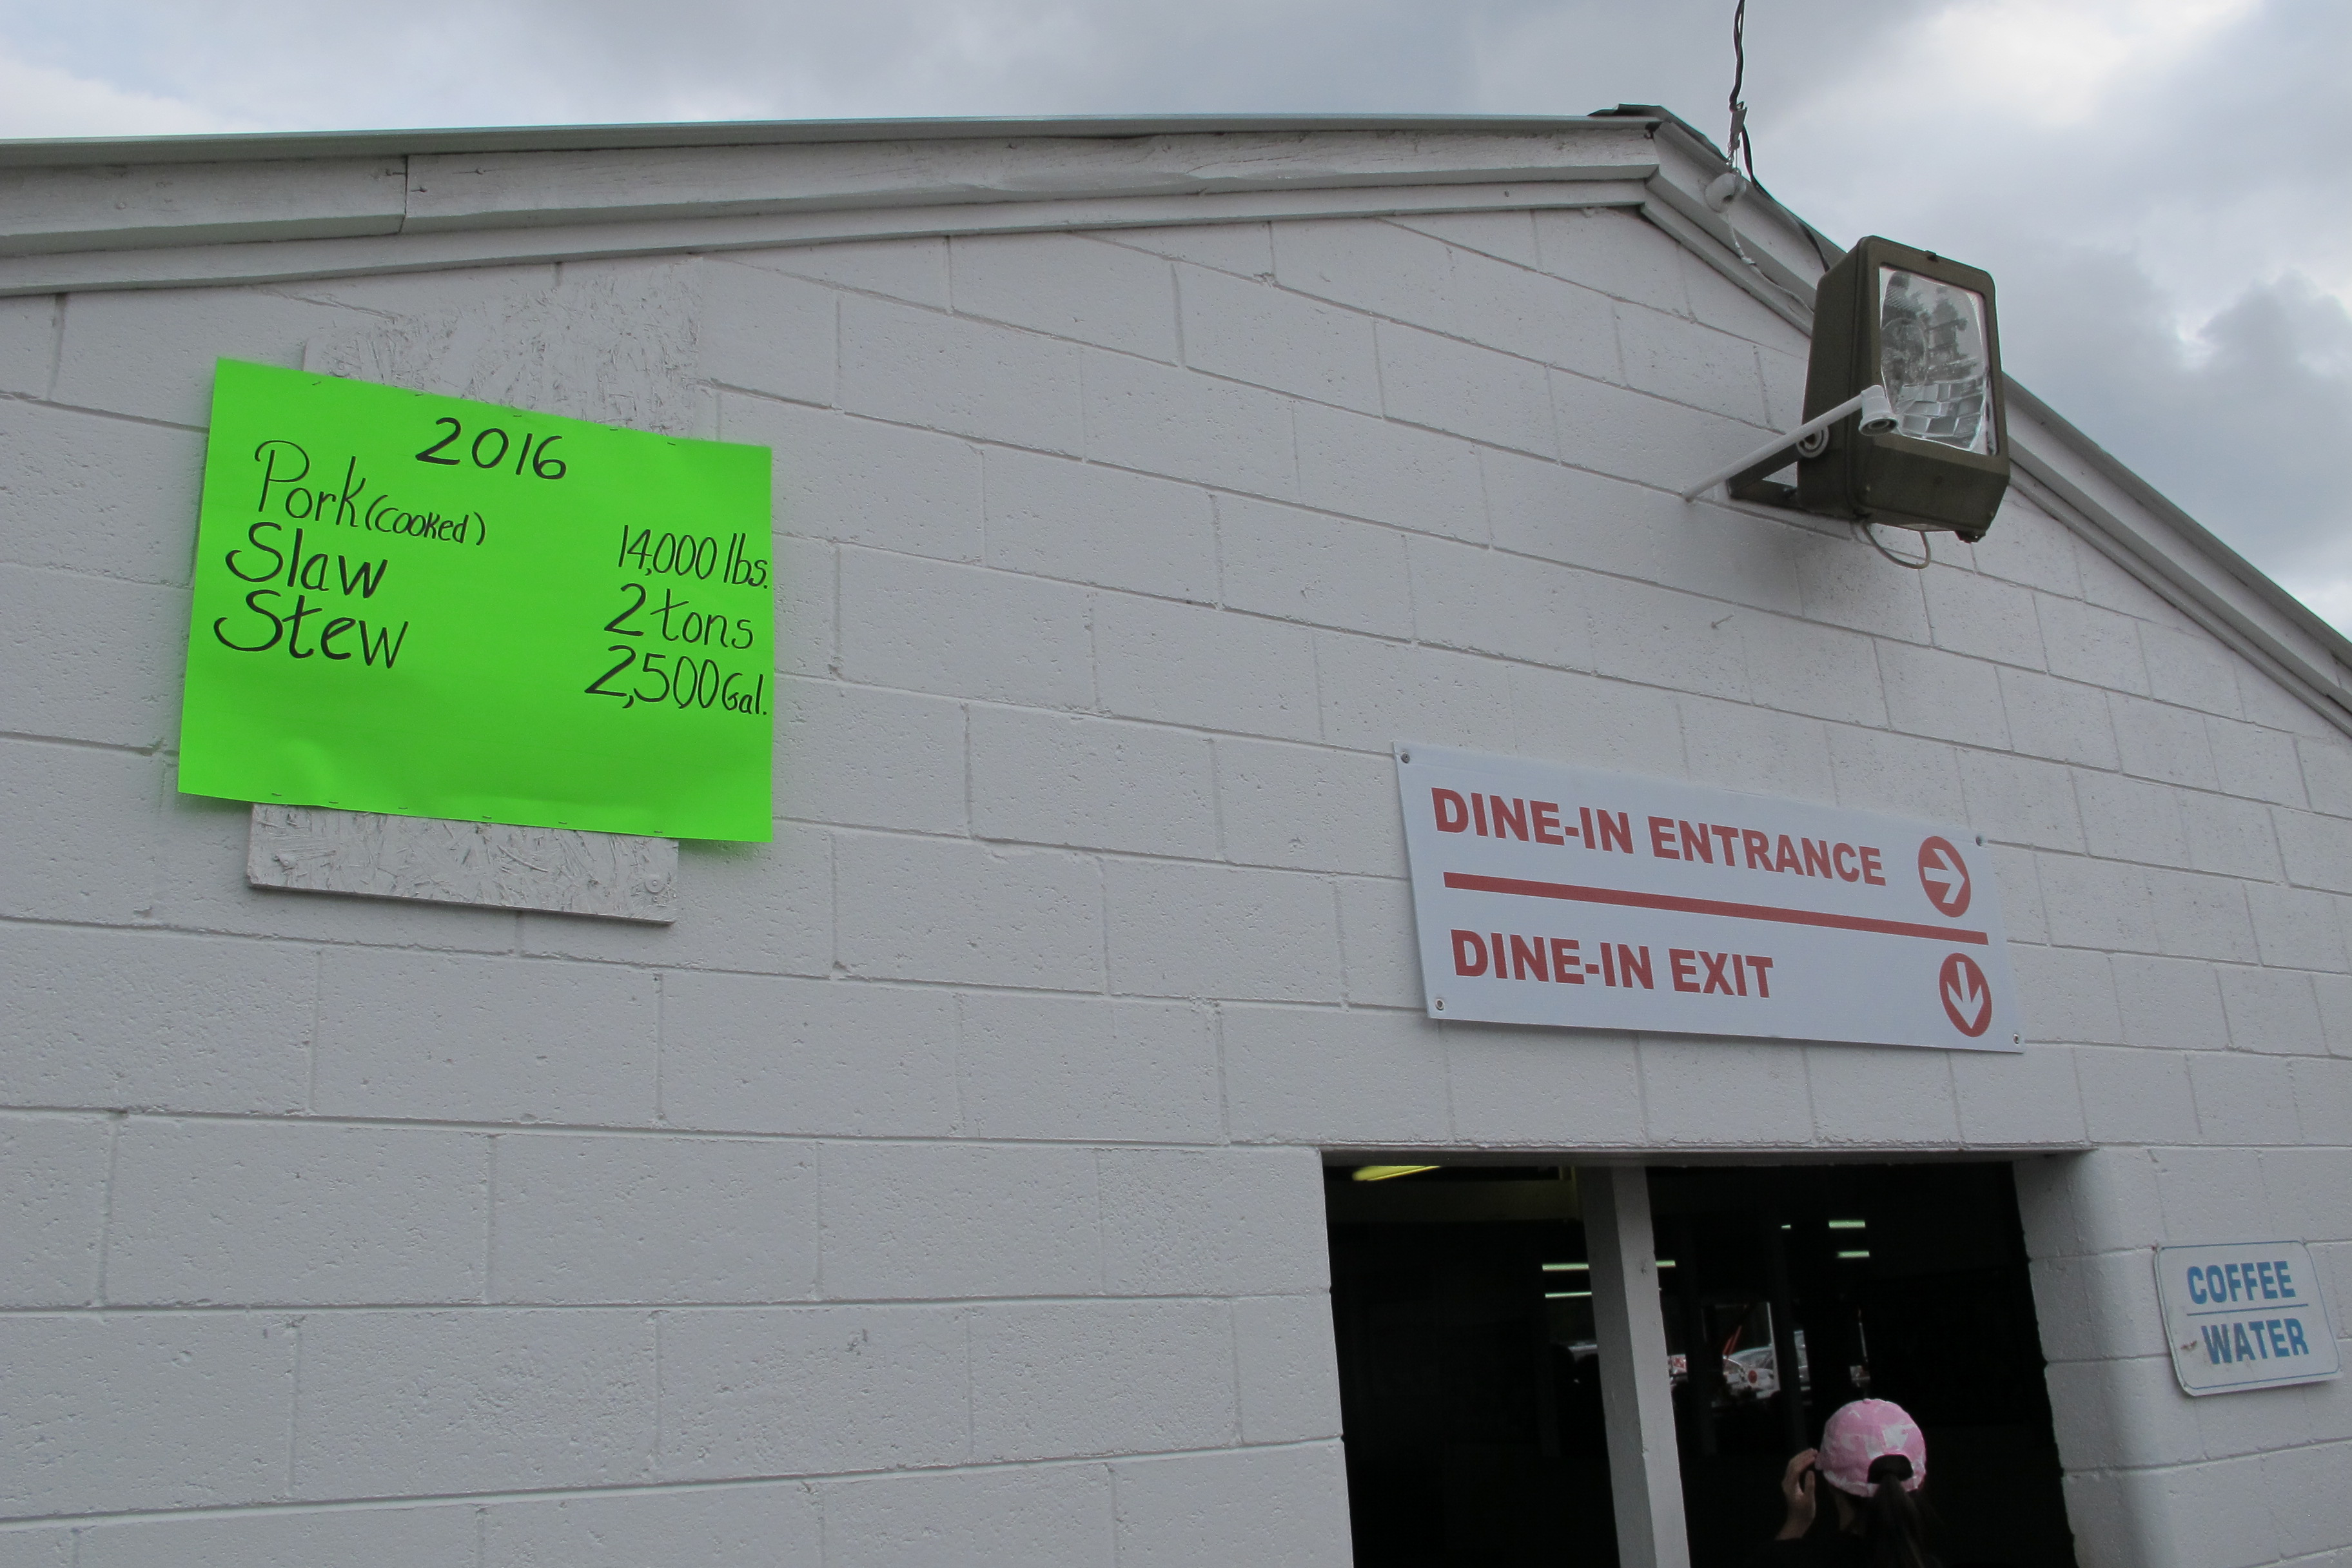 2016
Pork (cooked) 14,000 lbs.
Slaw 2 tons
Stew 2,500 Gal.
DINE-IN ENTRANCE
DINE-IN EXIT
COFFEE
WATER